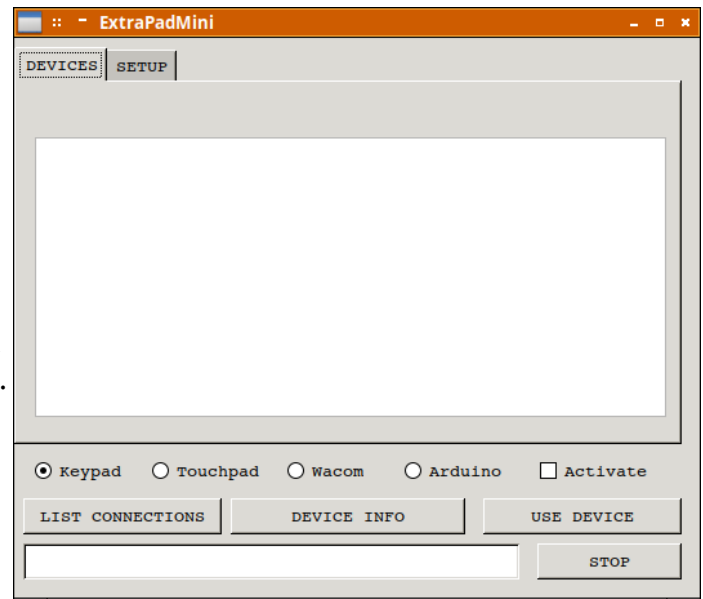 ExtraPadMini
DEVICES SETUP
Keypad Touchpad Wacom Arduino Activate
LIST CONNECTIONS DEVICE INFO USE DEVICE
STOP